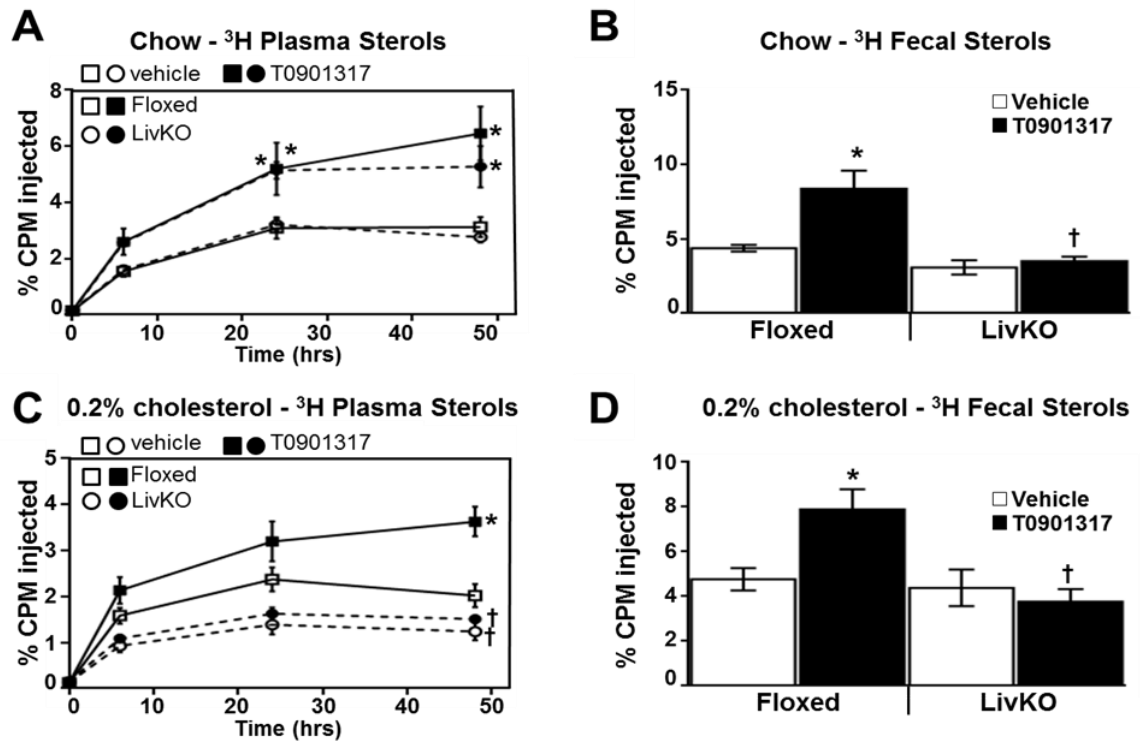 A
Chow - ³H Plasma Sterols
□○vehicle ■●T0901317
□■Floxed
○●LivKO
% CPM injected
8
6
4
2
0
0 10 20 30 40 50
Time (hrs)
* *
*
*
B
Chow - ³H Fecal Sterols
□Vehicle
■T0901317
% CPM injected
15
10
5
0
*
†
Floxed LivKO
C
0.2% cholesterol - ³H Plasma Sterols
□○vehicle ■●T0901317
□■Floxed
○●LivKO
% CPM injected
5
4
3
2
1
0
0 10 20 30 40 50
Time (hrs)
*
†
†
D
0.2% cholesterol - ³H Fecal Sterols
□Vehicle
■T0901317
% CPM injected
10
8
6
4
2
0
*
†
Floxed LivKO